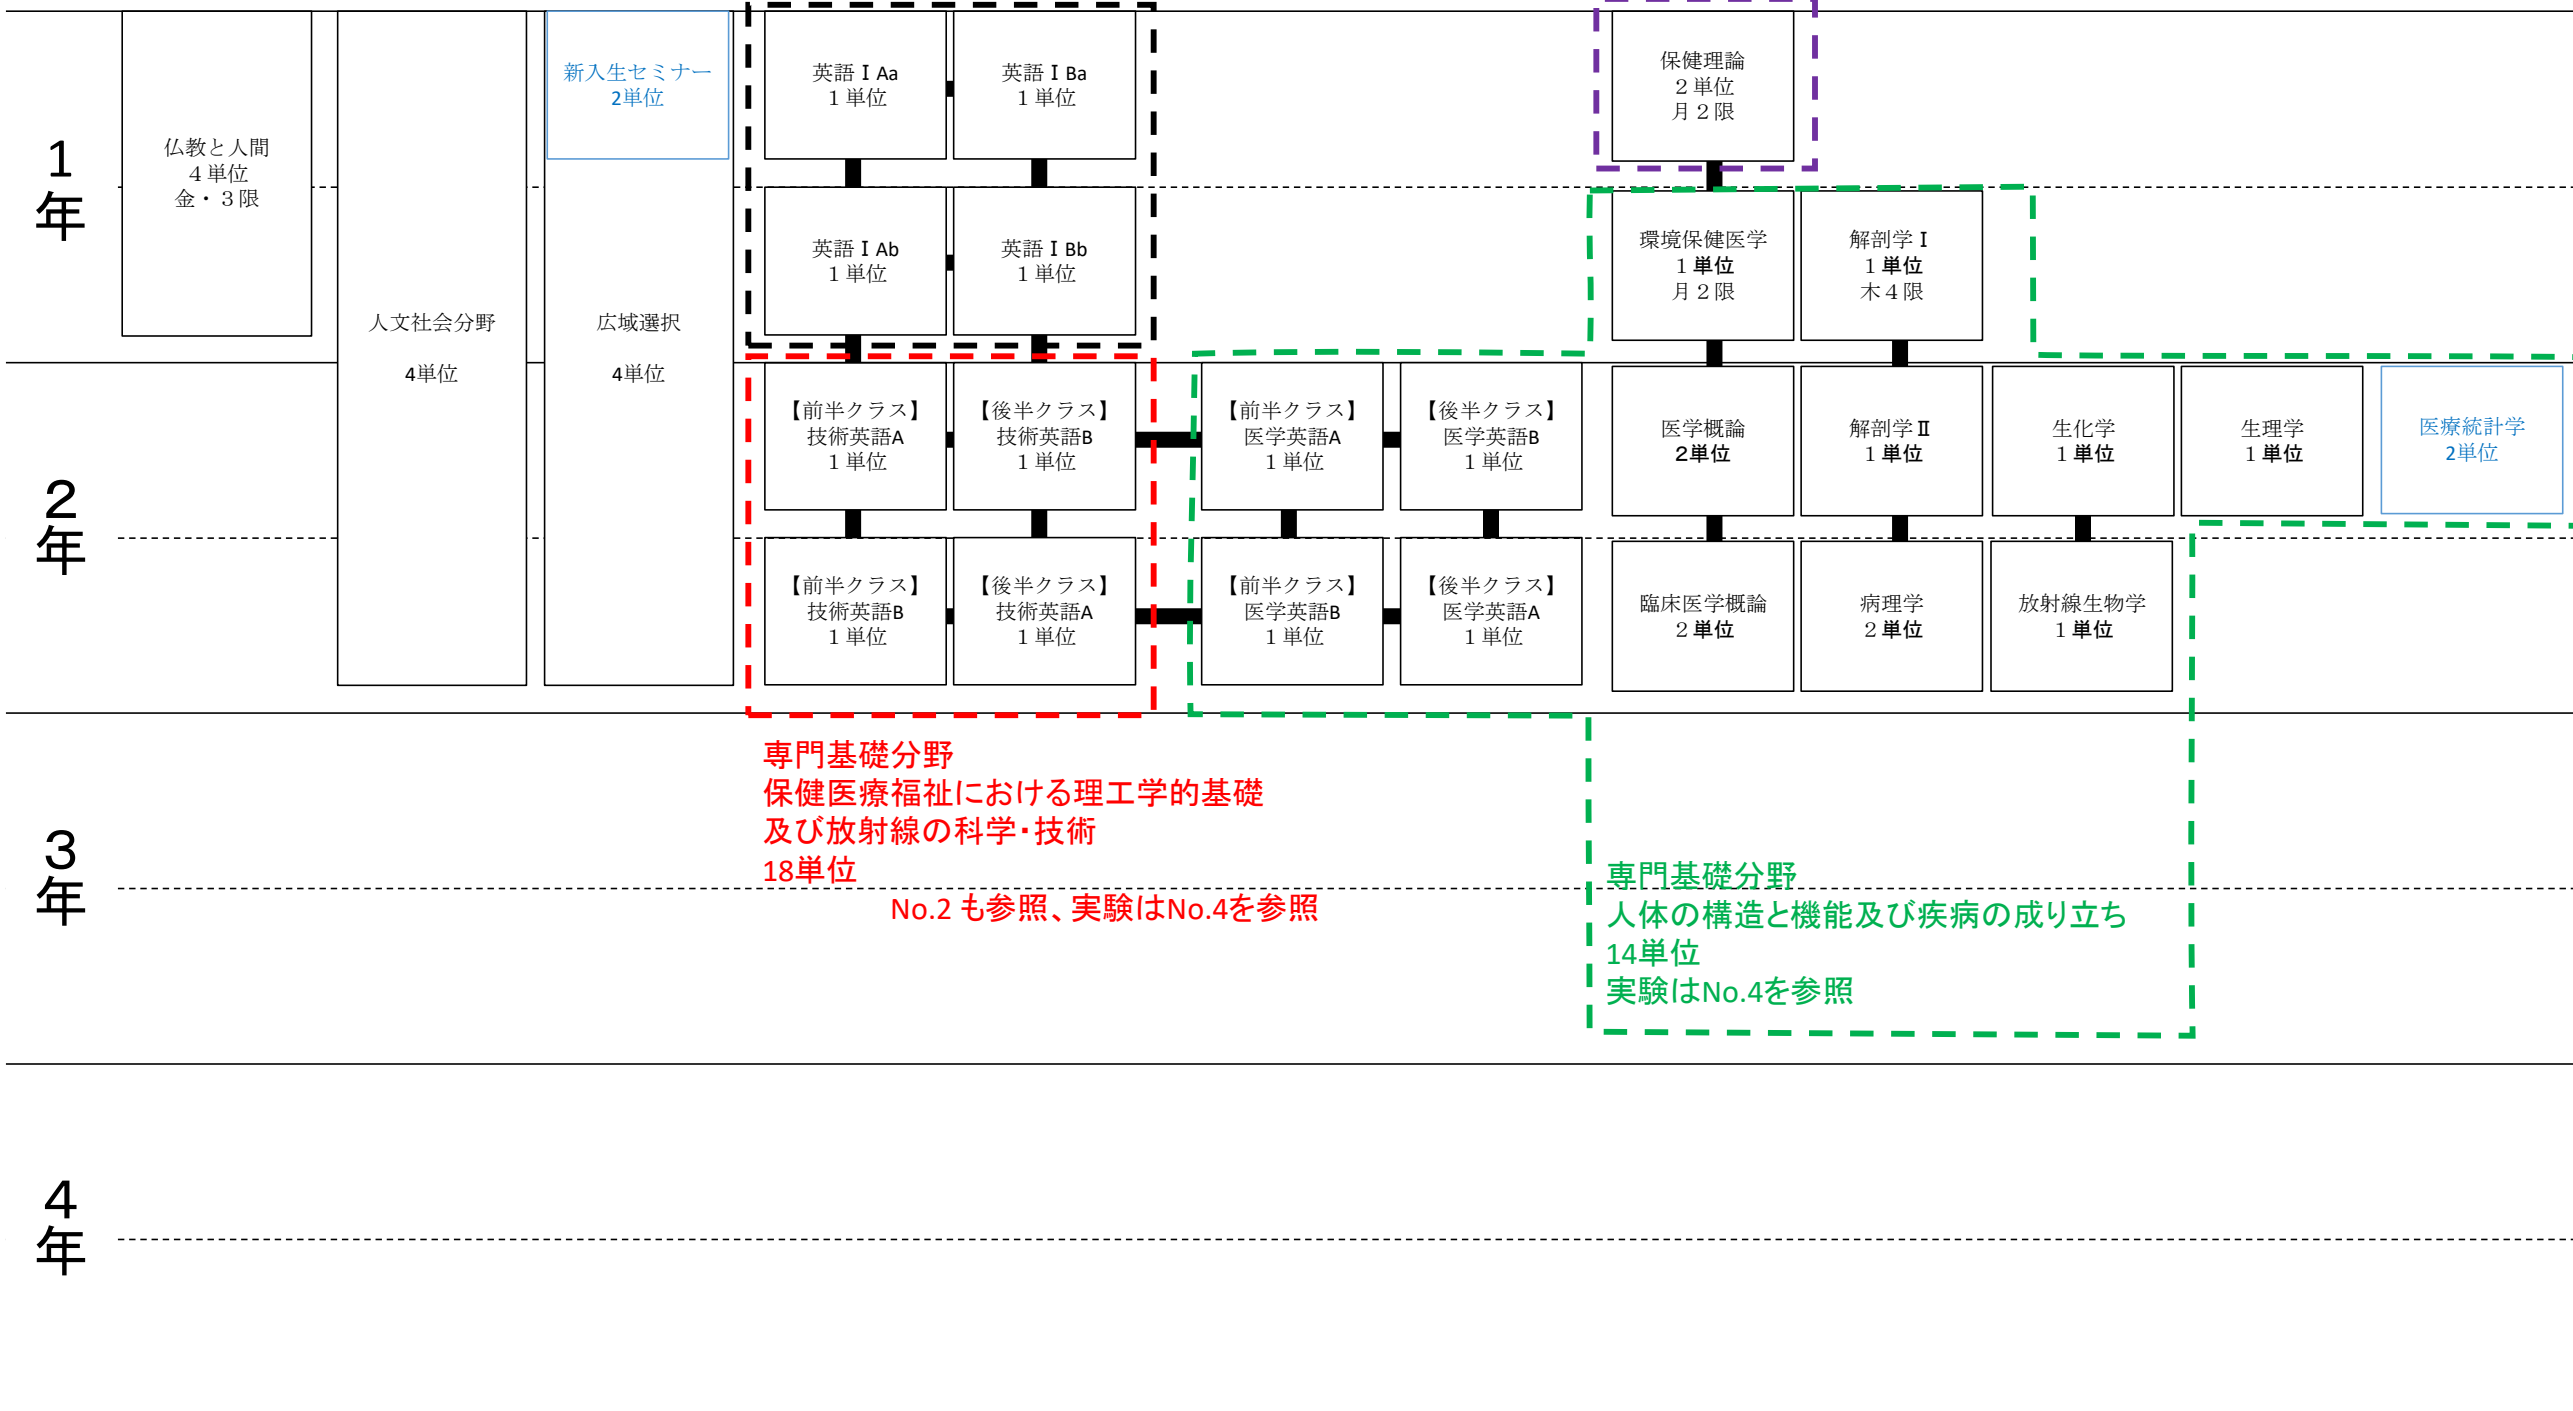 1
年
仏教と人間
４単位
金・３限
人文社会分野
4単位
新入生セミナー
2単位
広域選択
4単位
英語ⅠAa
１単位
英語ⅠBa
１単位
英語ⅠAb
１単位
英語ⅠBb
１単位
保健理論
２単位
月２限
環境保健医学
１単位
月２限
解剖学Ⅰ
１単位
木４限
2
年
【前半クラス】
技術英語A
１単位
【後半クラス】
技術英語B
１単位
【前半クラス】
医学英語A
１単位
【後半クラス】
医学英語B
１単位
医学概論
2単位
解剖学Ⅱ
１単位
生化学
１単位
生理学
１単位
医療統計学
2単位
【前半クラス】
技術英語B
１単位
【後半クラス】
技術英語A
１単位
【前半クラス】
医学英語B
１単位
【後半クラス】
医学英語A
１単位
臨床医学概論
２単位
病理学
２単位
放射線生物学
１単位
3
年
専門基礎分野
保健医療福祉における理工学的基礎
及び放射線の科学・技術
18単位
No.2 も参照、実験はNo.4を参照
専門基礎分野
人体の構造と機能及び疾病の成り立ち
14単位
実験はNo.4を参照
4
年